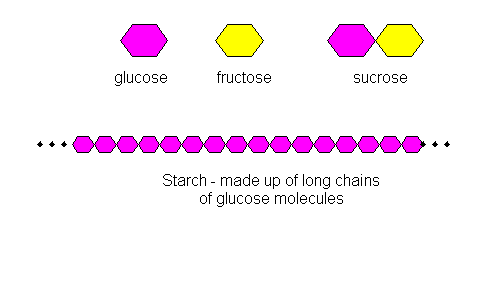 glucose fructose sucrose
Starch - made up of long chains
of glucose molecules